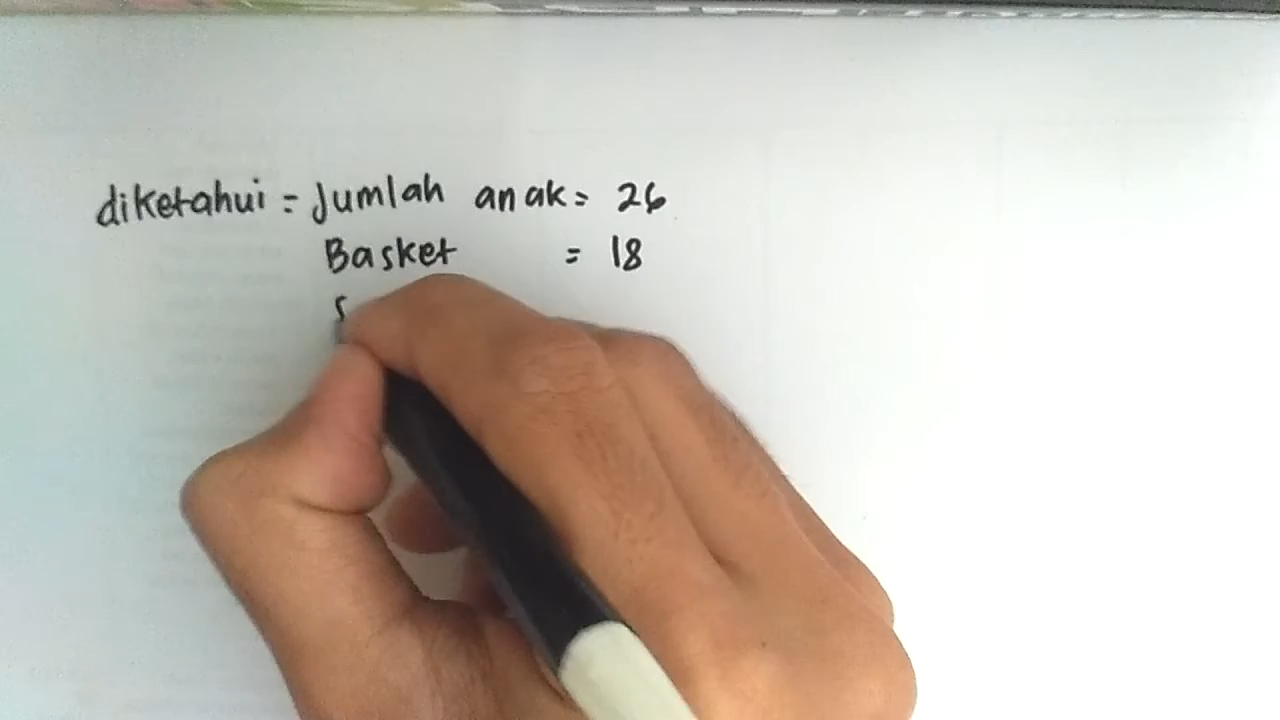 diketahui = Jumlah anak = 26
Basket = 18